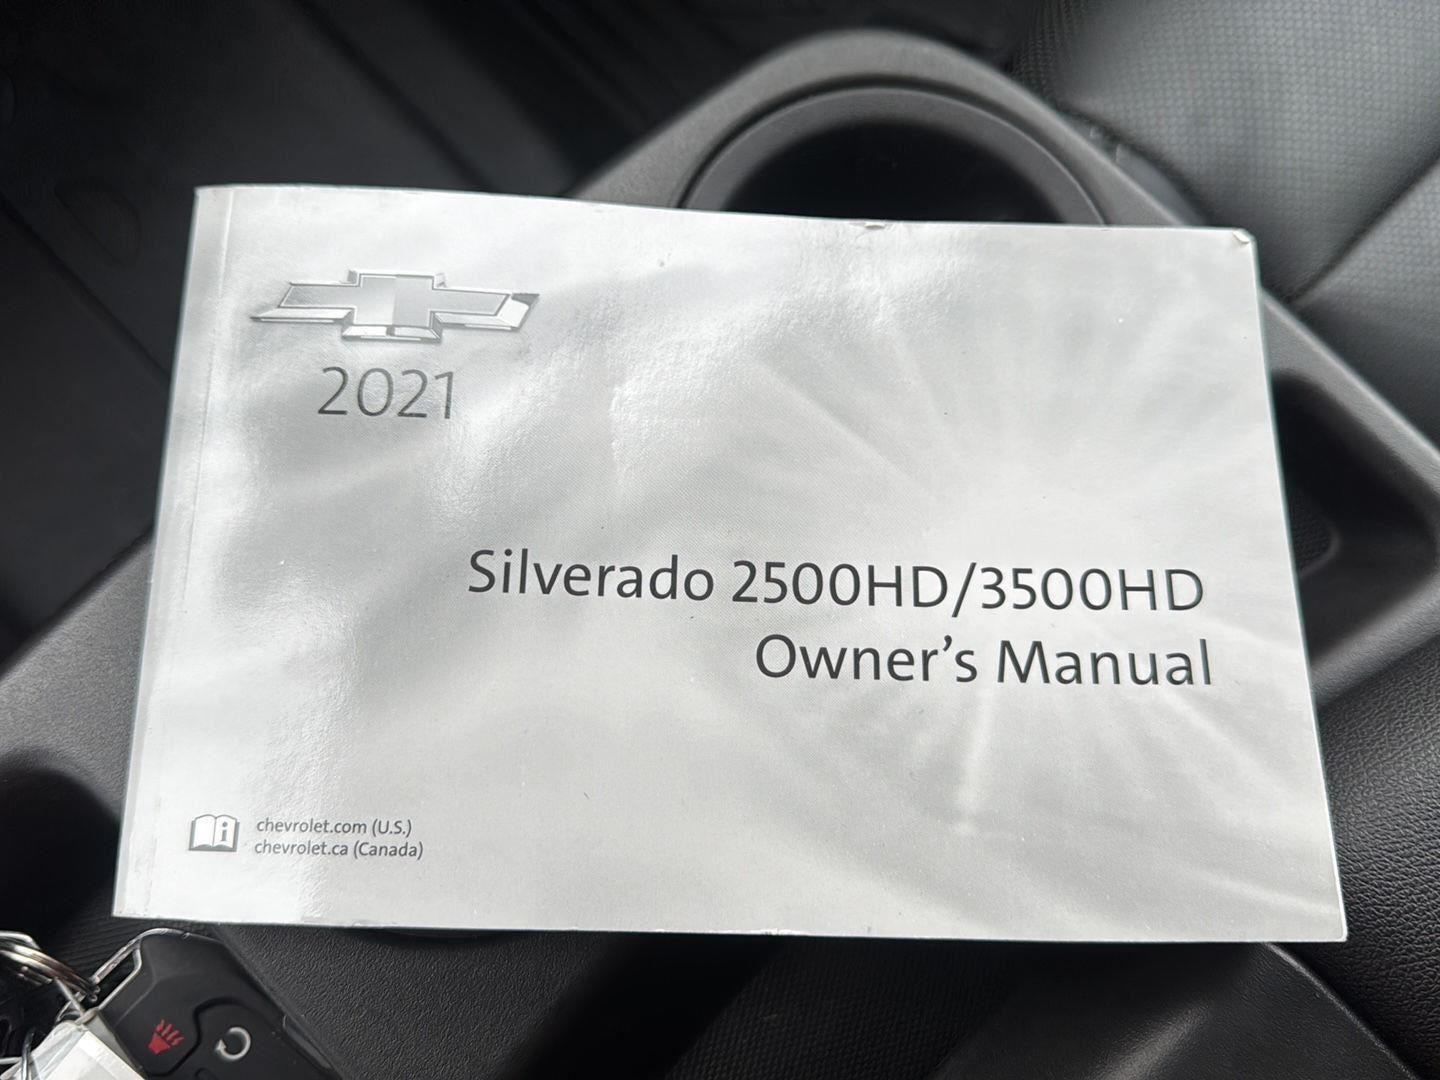 2021
Silverado 2500HD/3500HD
Owner's Manual
chevrolet.com (U.S.)
chevrolet.ca (Canada)